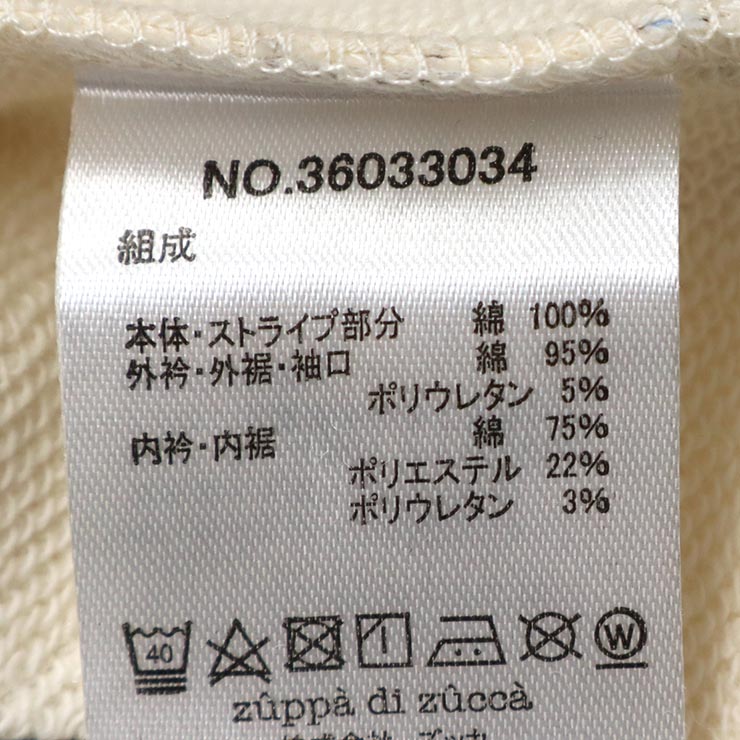 NO.36033034
組成
本体・ストライプ部分 綿 100%
外衿・外裾・袖口 綿 95%
ポリウレタン 5%
内衿・内裾 綿 75%
ポリエステル 22%
ポリウレタン 3%
40 W
zûppà di zûccà